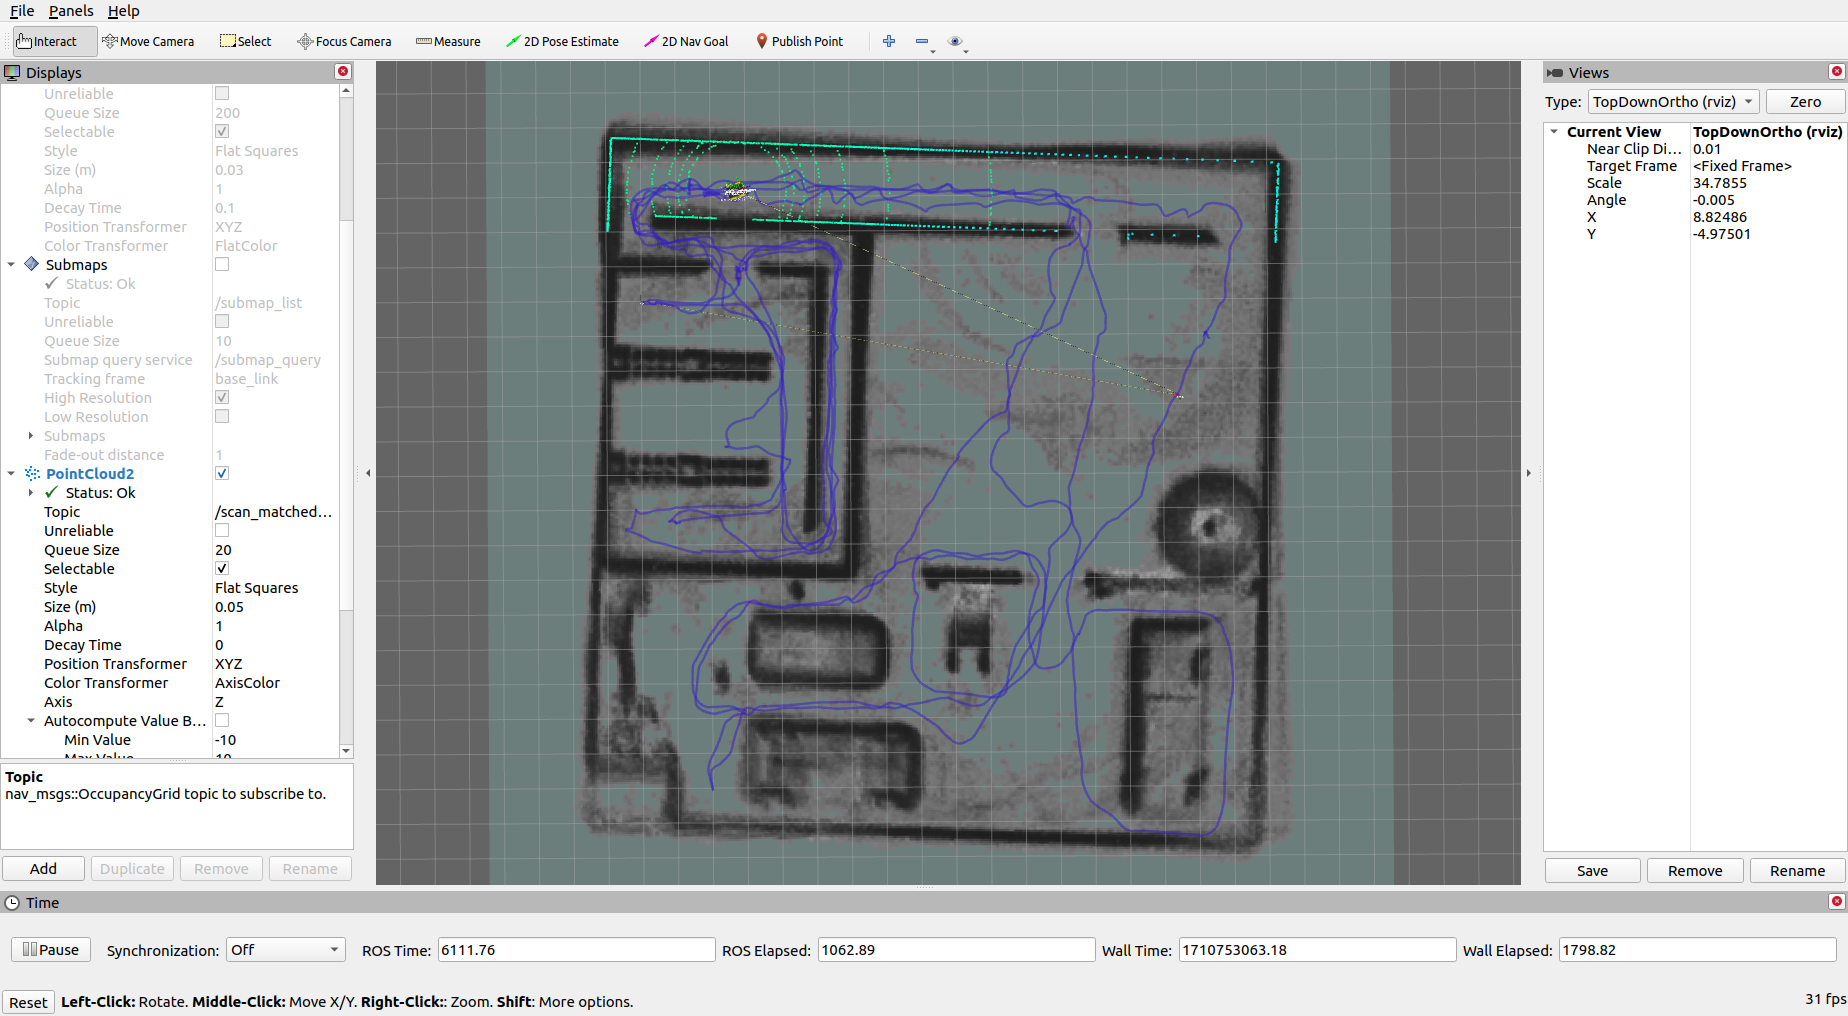 File Panels Help
Interact Move Camera Select Focus Camera Measure 2D Pose Estimate 2D Nav Goal Publish Point
Displays
Unreliable
Queue Size 200
Selectable
Style Flat Squares
Size (m) 0.03
Alpha 1
Decay Time 0.1
Position Transformer XYZ
Color Transformer FlatColor
Submaps
Status: Ok
Topic /submap_list
Unreliable
Queue Size 10
Submap query service /submap_query
Tracking frame base_link
High Resolution
Low Resolution
Submaps
Fade-out distance 1
PointCloud2
Status: Ok
Topic /scan_matched...
Unreliable
Queue Size 20
Selectable
Style Flat Squares
Size (m) 0.05
Alpha 1
Decay Time 0
Position Transformer XYZ
Color Transformer AxisColor
Axis Z
Autocompute Value B...
Min Value -10
Max Value 10
Topic
nav_msgs::OccupancyGrid topic to subscribe to.
Add Duplicate Remove Rename
Views
Type: TopDownOrtho (rviz) Zero
Current View TopDownOrtho (rviz)
Near Clip Di... 0.01
Target Frame <Fixed Frame>
Scale 34.7855
Angle -0.005
X 8.82486
Y -4.97501
Save Remove Rename
Time
Pause Synchronization: Off ROS Time: 6111.76 ROS Elapsed: 1062.89 Wall Time: 1710753063.18 Wall Elapsed: 1798.82
Reset Left-Click: Rotate. Middle-Click: Move X/Y. Right-Click:: Zoom. Shift: More options. 31 fps